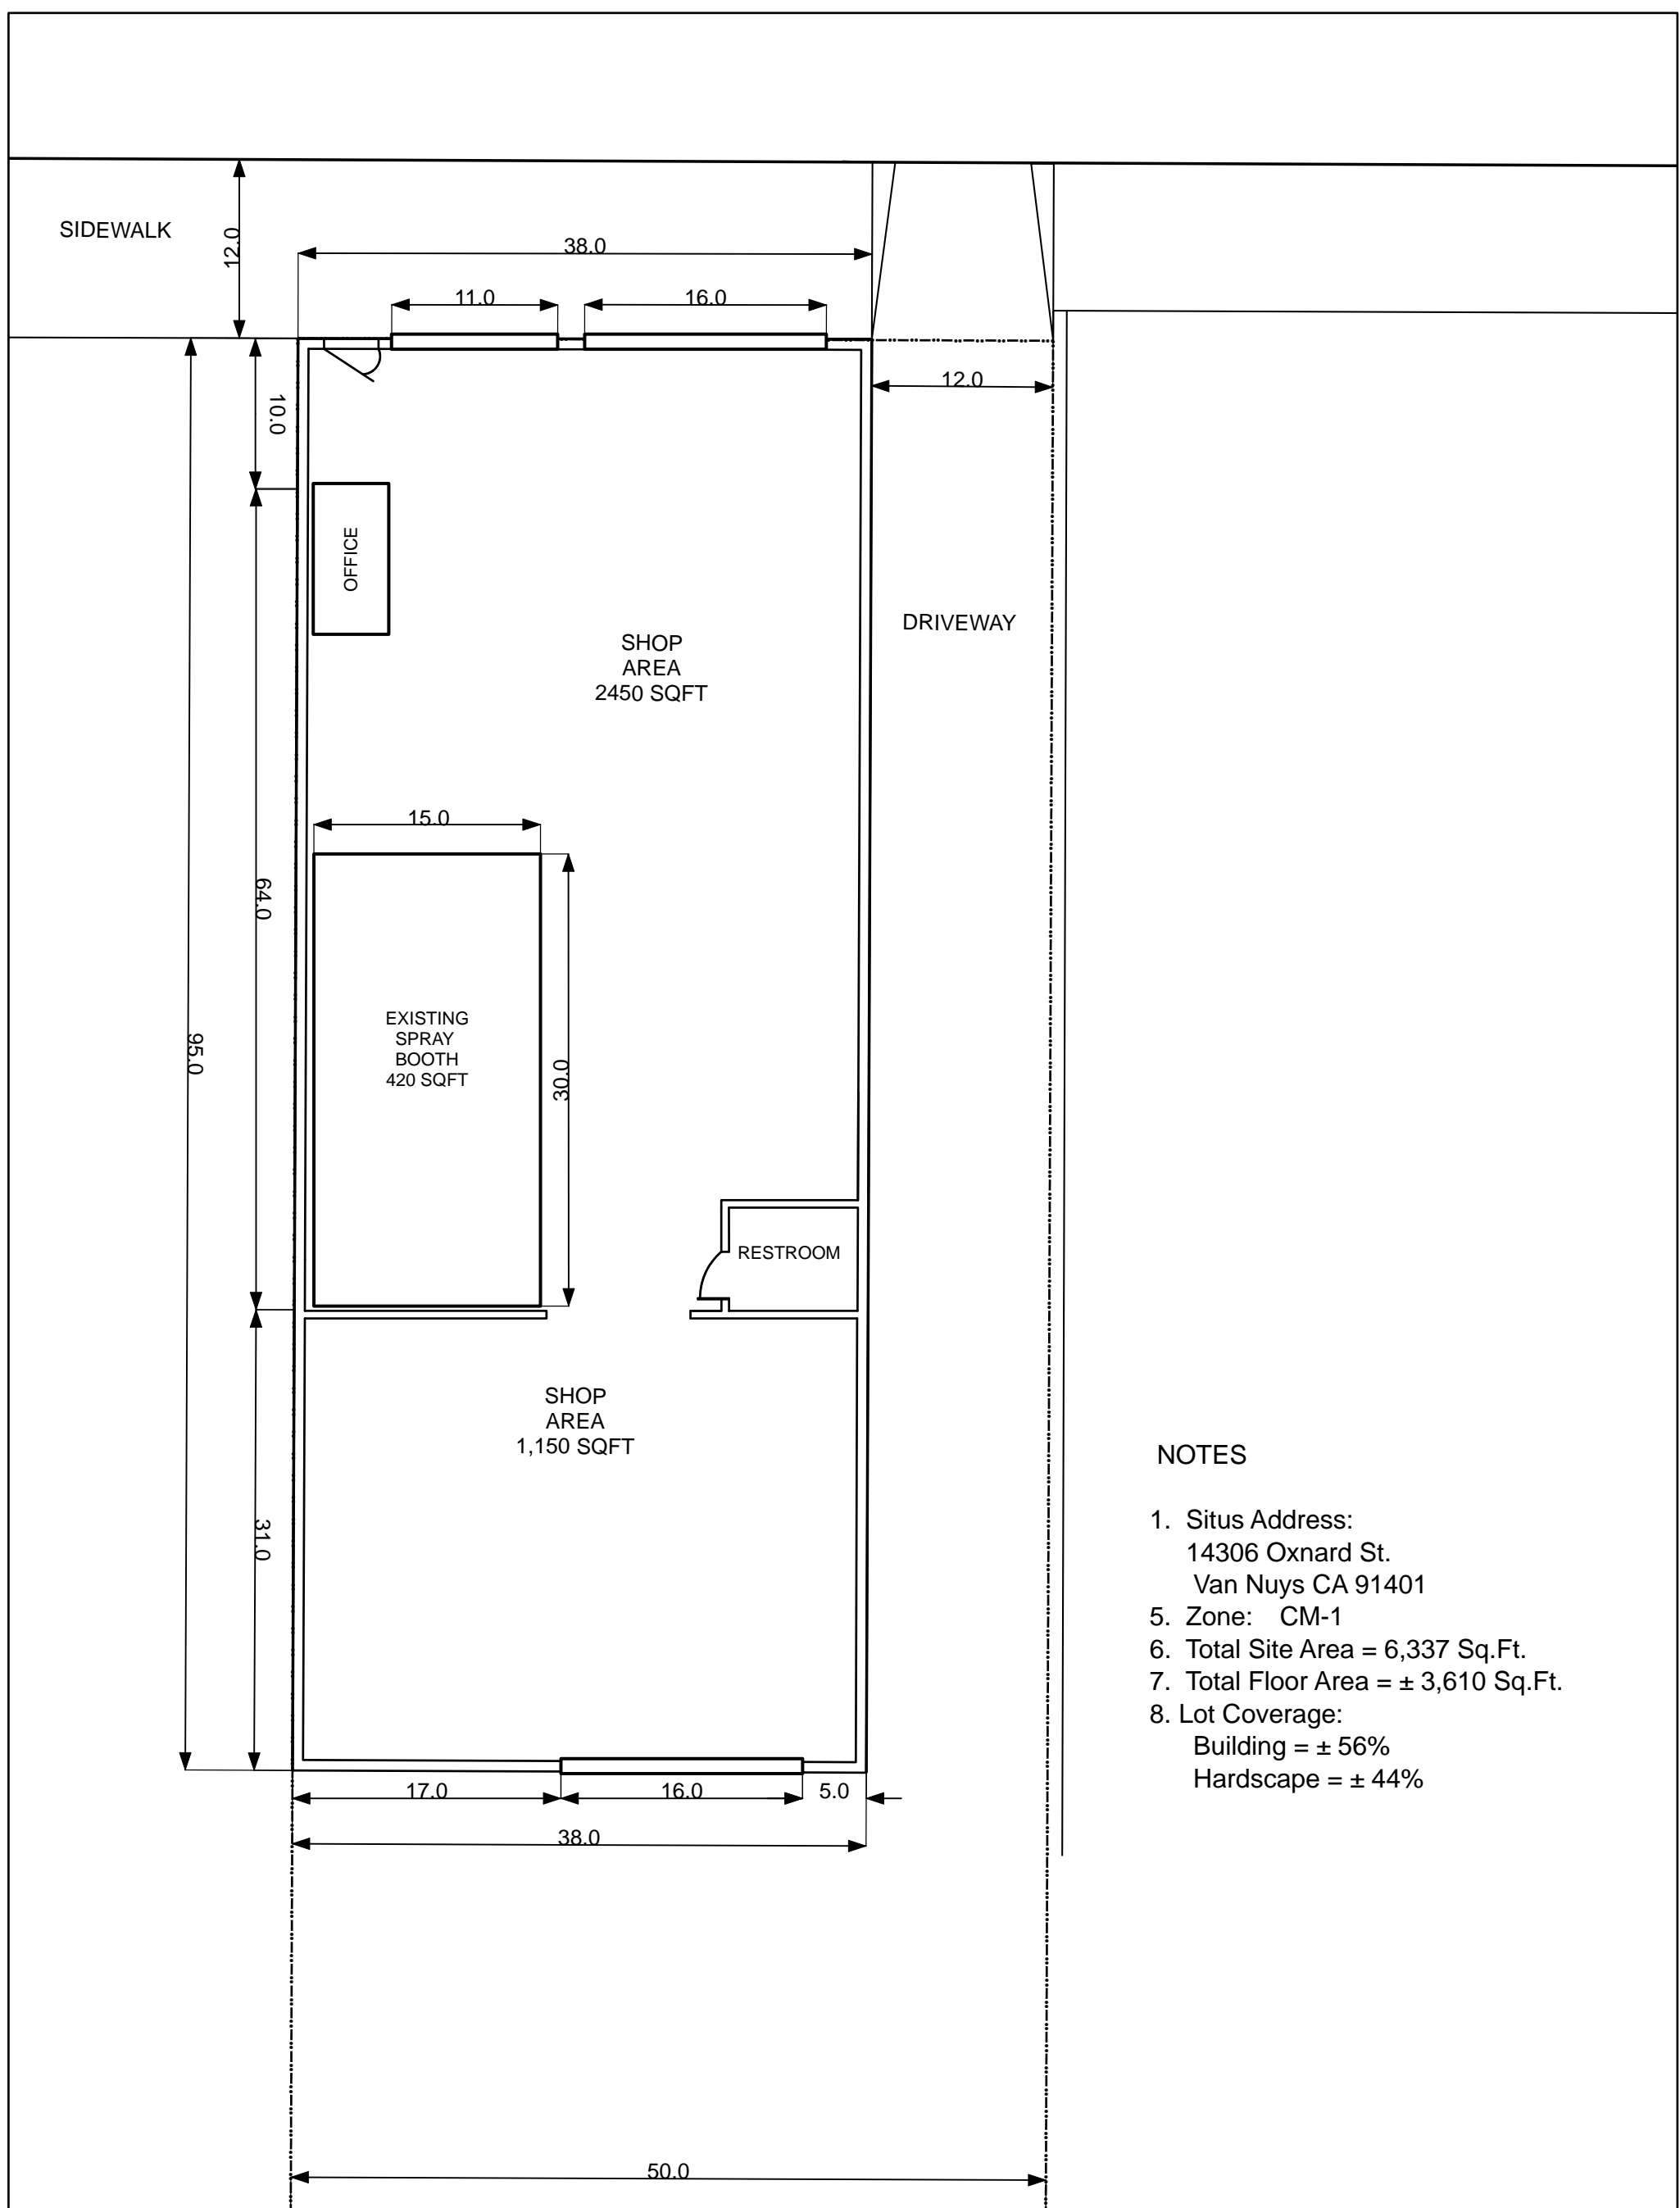 SIDEWALK
12.0
38.0
11.0
16.0
12.0
10.0
OFFICE
DRIVEWAY
SHOP
AREA
2450 SQFT
15.0
64.0
EXISTING
SPRAY
BOOTH
420 SQFT
30.0
95.0
RESTROOM
SHOP
AREA
1,150 SQFT
31.0
NOTES
1. Situs Address:
14306 Oxnard St.
Van Nuys CA 91401
5. Zone: CM-1
6. Total Site Area = 6,337 Sq.Ft.
7. Total Floor Area = ± 3,610 Sq.Ft.
8. Lot Coverage:
Building = ± 56%
Hardscape = ± 44%
17.0
16.0
5.0
38.0
50.0